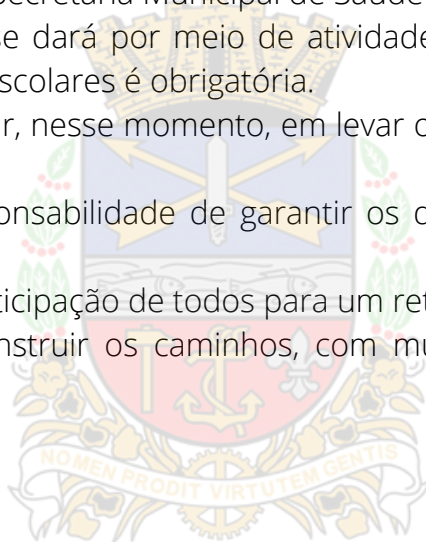 Secretaria Municipal de Saúde
se dará por meio de atividade
scolares é obrigatória.
r, nesse momento, em levar o
onsabilidade de garantir os
ticipação de todos para um ret
nstruir os caminhos, com mu
NOMEN PRODIT VIRTUTEM GENTIS